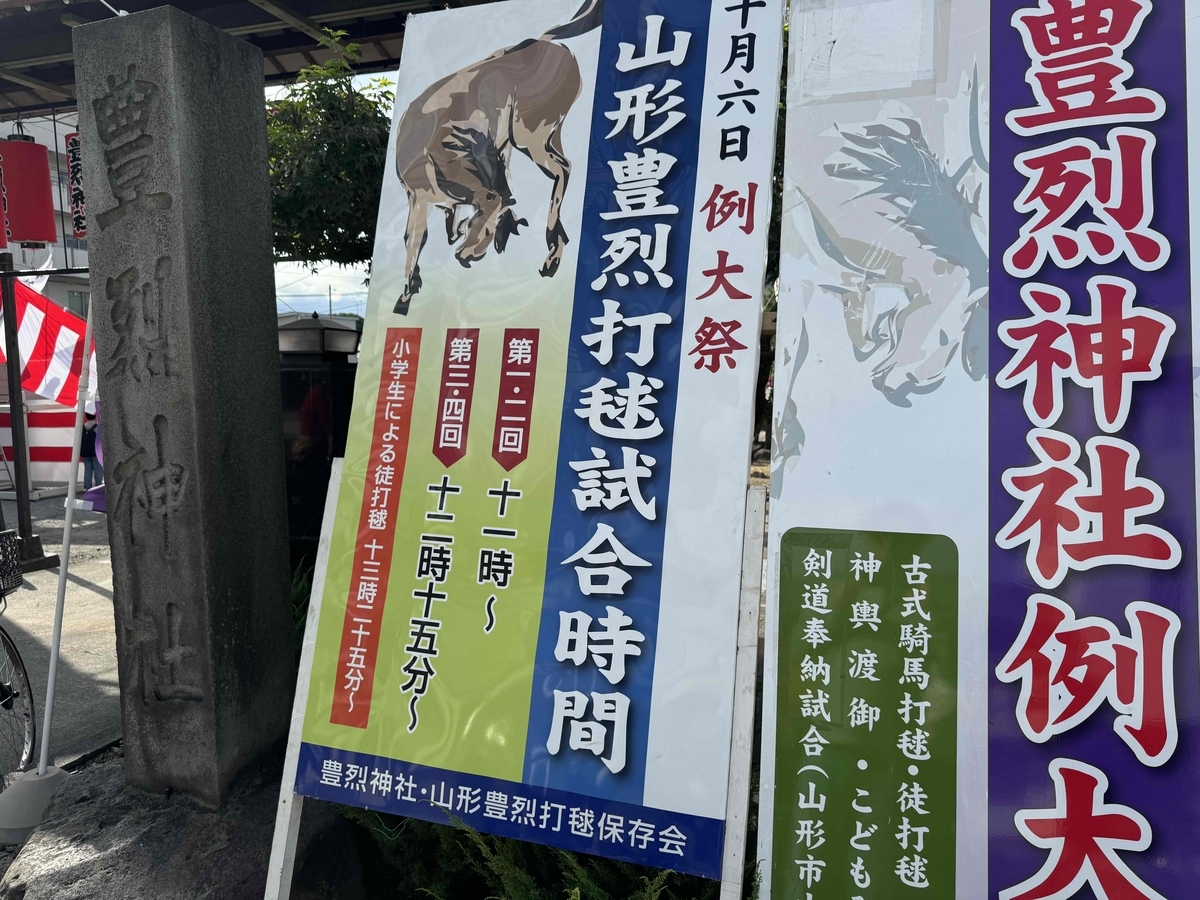 豊烈神社
豊烈神社
十月六日 例大祭
山形豊烈打毬試合時間
第一・二回 十一時〜
第三・四回 十二時十五分〜
小学生による徒打毬 十三時二十五分〜
豊烈神社・山形豊烈打毬保存会
豊烈神社例大
古式騎馬打毬・徒打毬
神輿渡御・こども
剣道奉納試合(山形市